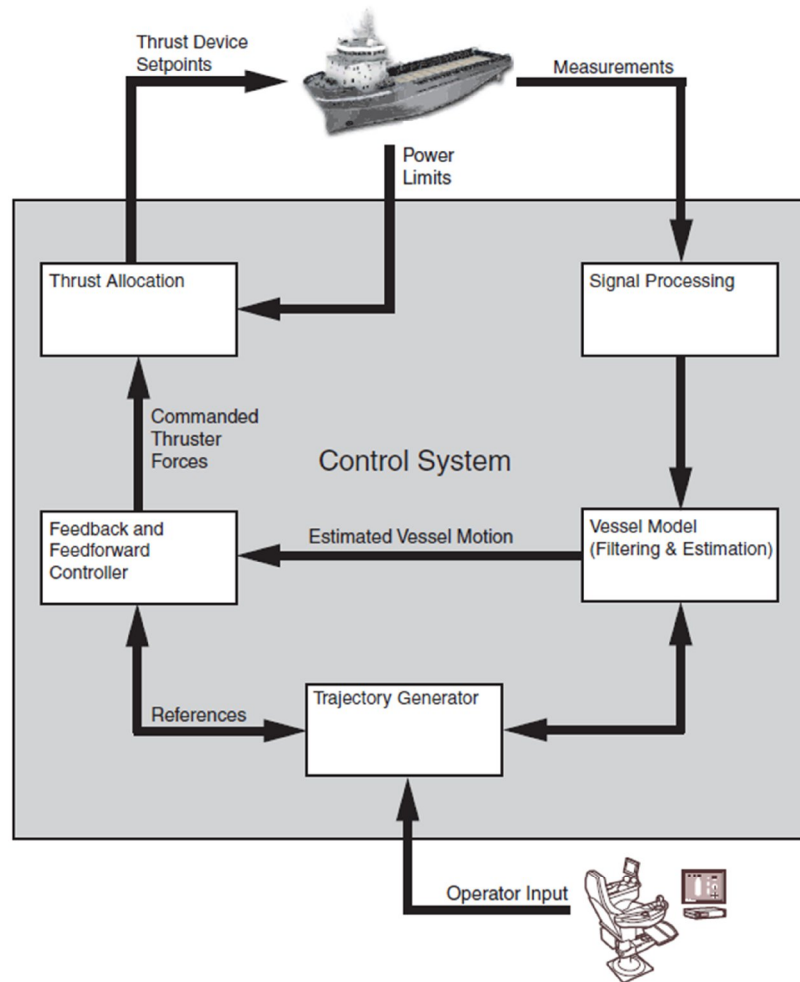 Thrust Device
Setpoints
Measurements
Power
Limits
Thrust Allocation
Signal Processing
Commanded
Thruster
Forces
Control System
Feedback and
Feedforward
Controller
Estimated Vessel Motion
Vessel Model
(Filtering & Estimation)
References
Trajectory Generator
Operator Input